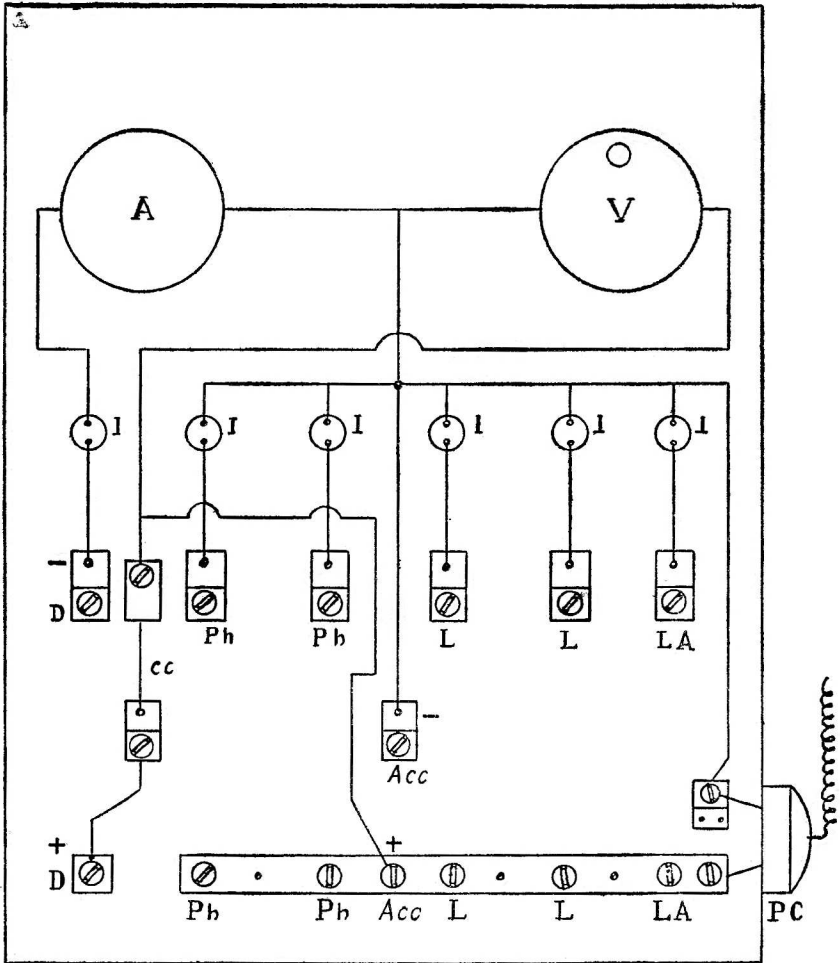 A V
I I I I I I
−
D Ph Ph L L LA
cc
−
Acc
+ +
D
Ph Ph Acc L L LA PC